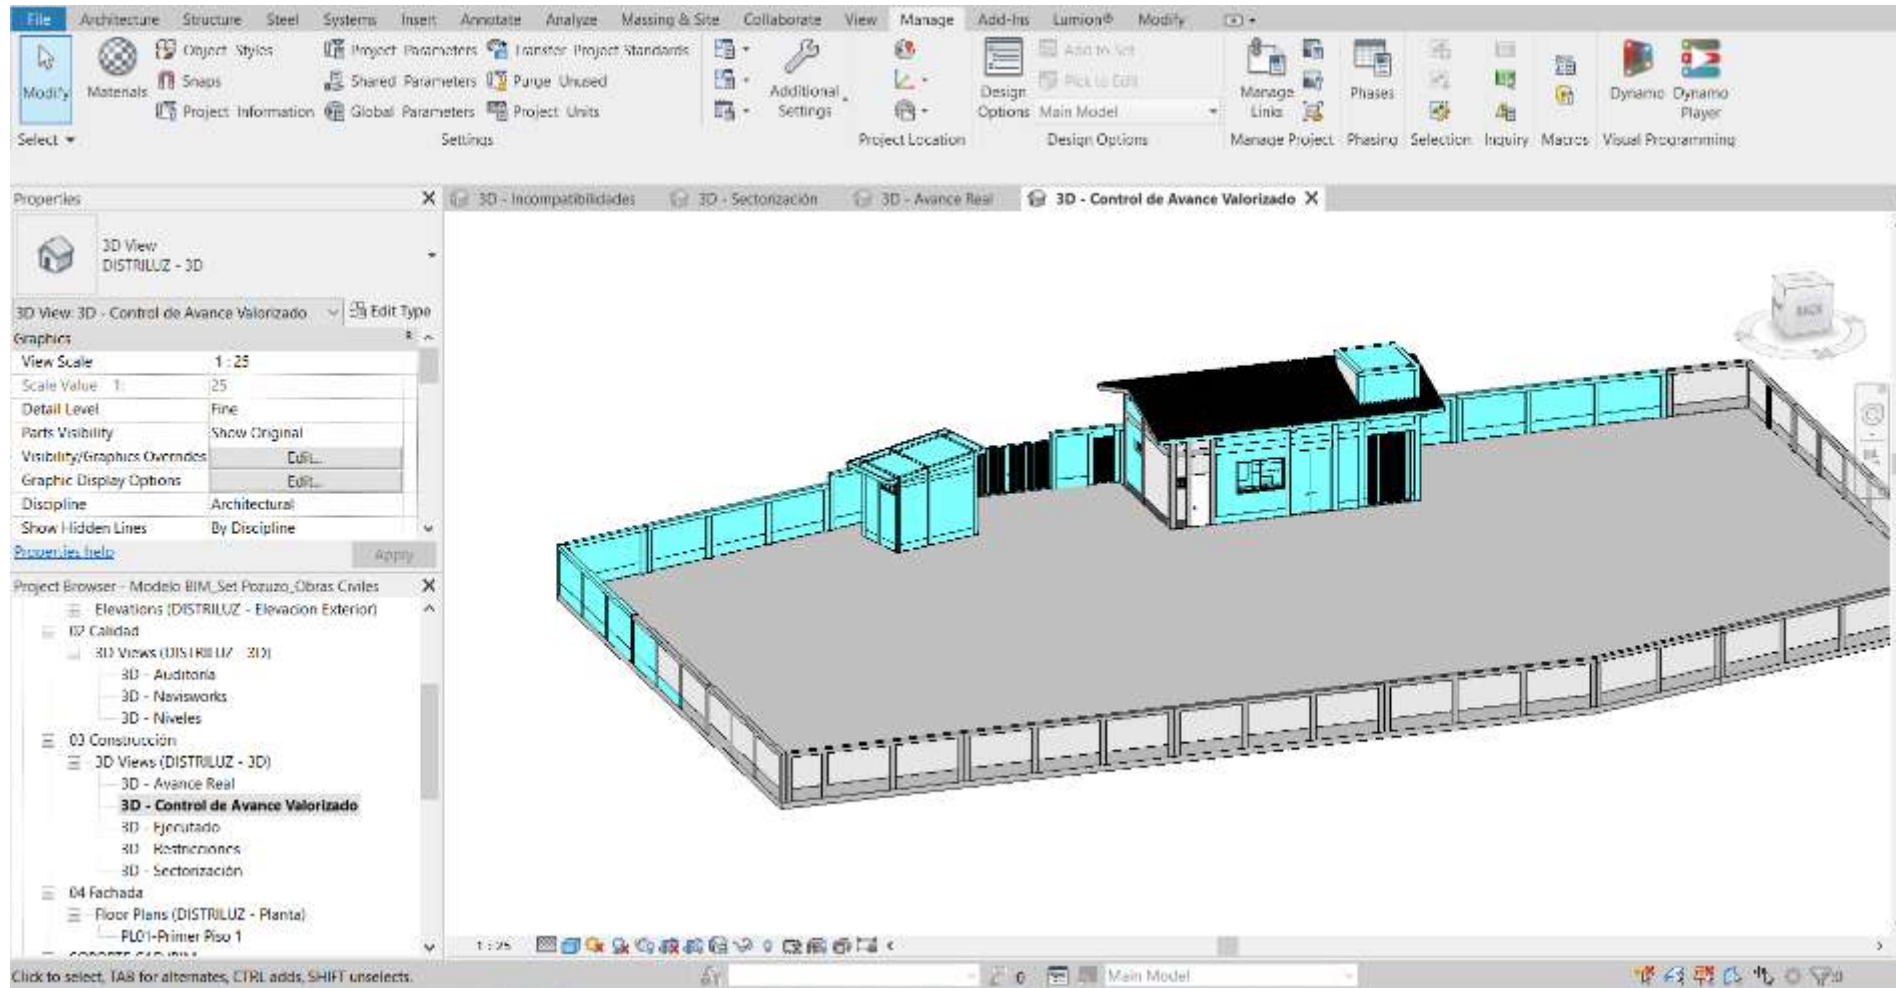 File Architecture Structure Steel Systems Insert Annotate Analyze Massing & Site Collaborate View Manage Add-Ins Lumion® Modify
Modify
Materials
Object Styles
Snaps
Project Information
Project Parameters
Shared Parameters
Global Parameters
Transfer Project Standards
Purge Unused
Project Units
Additional Settings
Design Options
Add to Set
Pick to Edit
Main Model
Manage Links
Phases
Dynamo
Dynamo Player
Select
Settings
Project Location
Design Options
Manage Project
Phasing
Selection
Inquiry
Macros
Visual Programming
Properties
3D - Incompatibilidades
3D - Sectorización
3D - Avance Real
3D - Control de Avance Valorizado
3D View
DISTRILUZ - 3D
3D View: 3D - Control de Avance Valorizado Edit Type
Graphics
View Scale 1 : 25
Scale Value 1: 25
Detail Level Fine
Parts Visibility Show Original
Visibility/Graphics Overrides Edit...
Graphic Display Options Edit...
Discipline Architectural
Show Hidden Lines By Discipline
Properties help Apply
BACK
Project Browser - Modelo BIM_Set Pozuzo_Obras Civiles
Elevations (DISTRILUZ - Elevacion Exterior)
02 Calidad
3D Views (DISTRILUZ - 3D)
3D - Auditoría
3D - Navisworks
3D - Niveles
03 Construcción
3D Views (DISTRILUZ - 3D)
3D - Avance Real
3D - Control de Avance Valorizado
3D - Ejecutado
3D - Restricciones
3D - Sectorización
04 Fachada
Floor Plans (DISTRILUZ - Planta)
PL01-Primer Piso 1
1 : 25
Click to select, TAB for alternates, CTRL adds, SHIFT unselects.
0
Main Model
:0